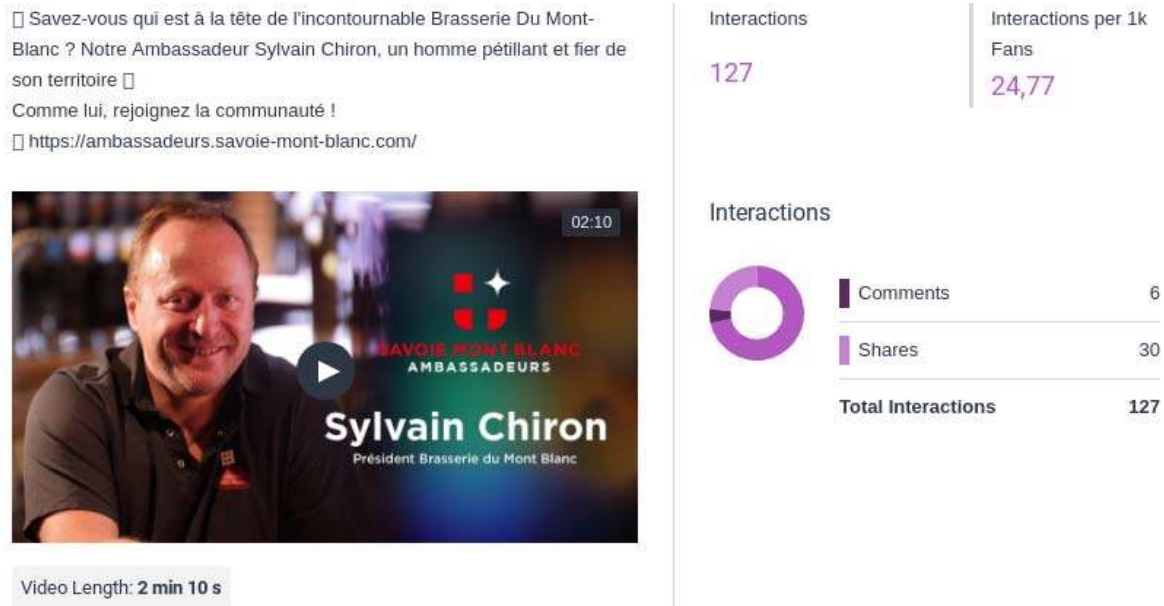 ▯ Savez-vous qui est à la tête de l'incontournable Brasserie Du Mont-
Blanc ? Notre Ambassadeur Sylvain Chiron, un homme pétillant et fier de
son territoire ▯
Comme lui, rejoignez la communauté !
▯ https://ambassadeurs.savoie-mont-blanc.com/
02:10
SAVOIE MONT BLANC
AMBASSADEURS
Sylvain Chiron
Président Brasserie du Mont Blanc
Video Length: 2 min 10 s
Interactions
127
Interactions per 1k
Fans
24,77
Interactions
Comments 6
Shares 30
Total Interactions 127